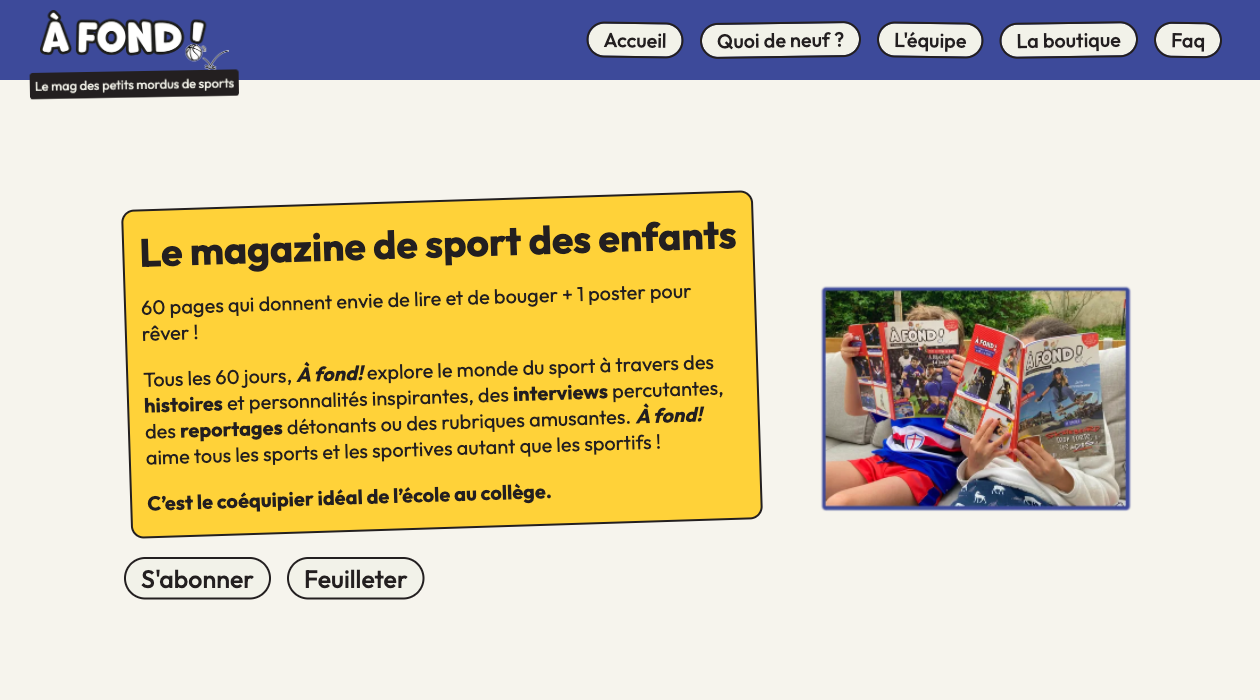 À FOND !
Le mag des petits mordus de sports
Accueil
Quoi de neuf ?
L'équipe
La boutique
Faq
Le magazine de sport des enfants
60 pages qui donnent envie de lire et de bouger + 1 poster pour
rêver !
Tous les 60 jours, À fond! explore le monde du sport à travers des
histoires et personnalités inspirantes, des interviews percutantes,
des reportages détonants ou des rubriques amusantes. À fond!
aime tous les sports et les sportives autant que les sportifs !
C’est le coéquipier idéal de l’école au collège.
À FOND !
À FOND !
À FOND !
S'abonner
Feuilleter